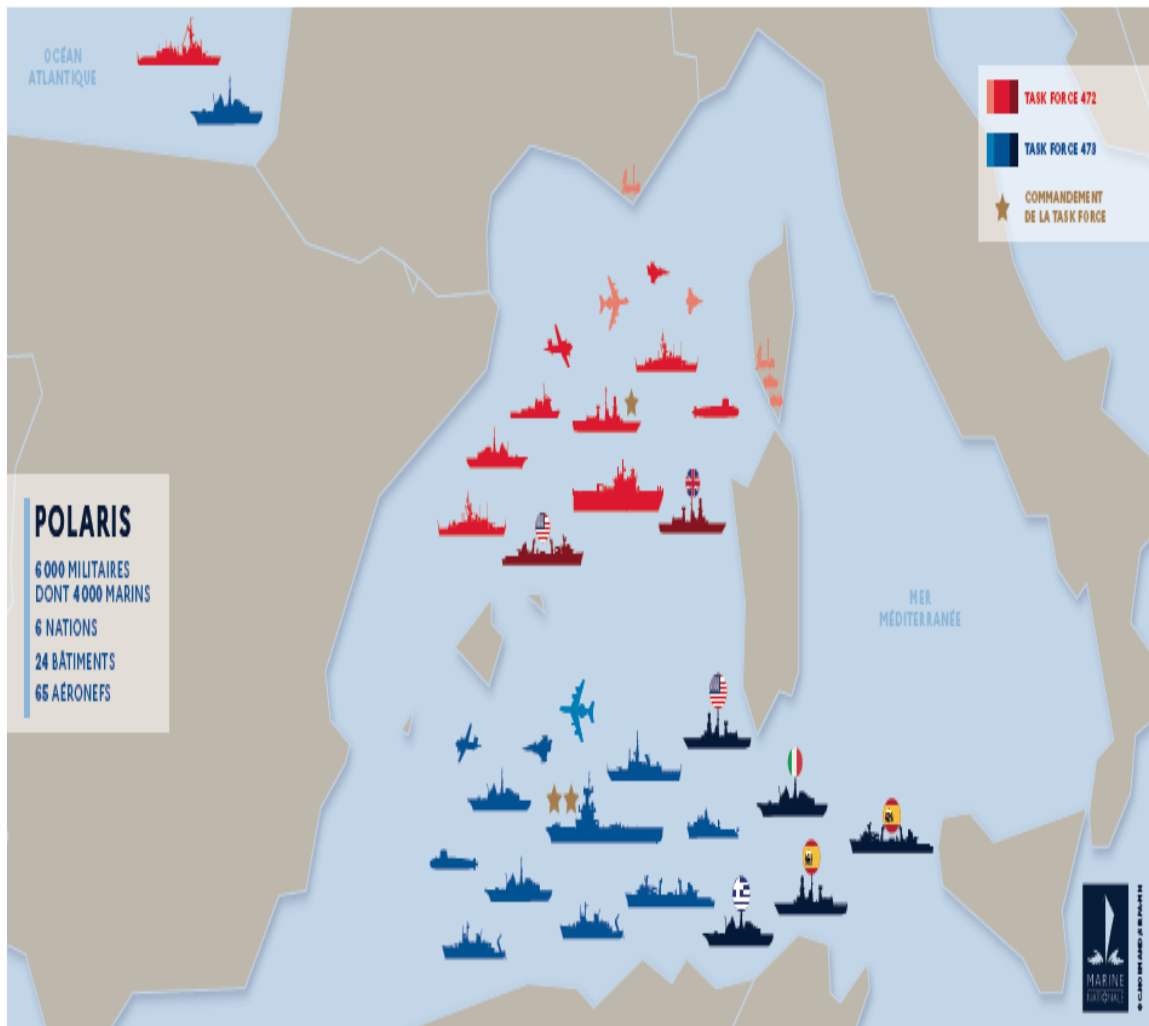 OCÉAN
ATLANTIQUE
TASK FORCE 472
TASK FORCE 473
COMMANDEMENT
DE LA TASK FORCE
POLARIS
6 000 MILITAIRES
DONT 4 000 MARINS
6 NATIONS
24 BÂTIMENTS
65 AÉRONEFS
MER
MÉDITERRANÉE
MARINE
NATIONALE